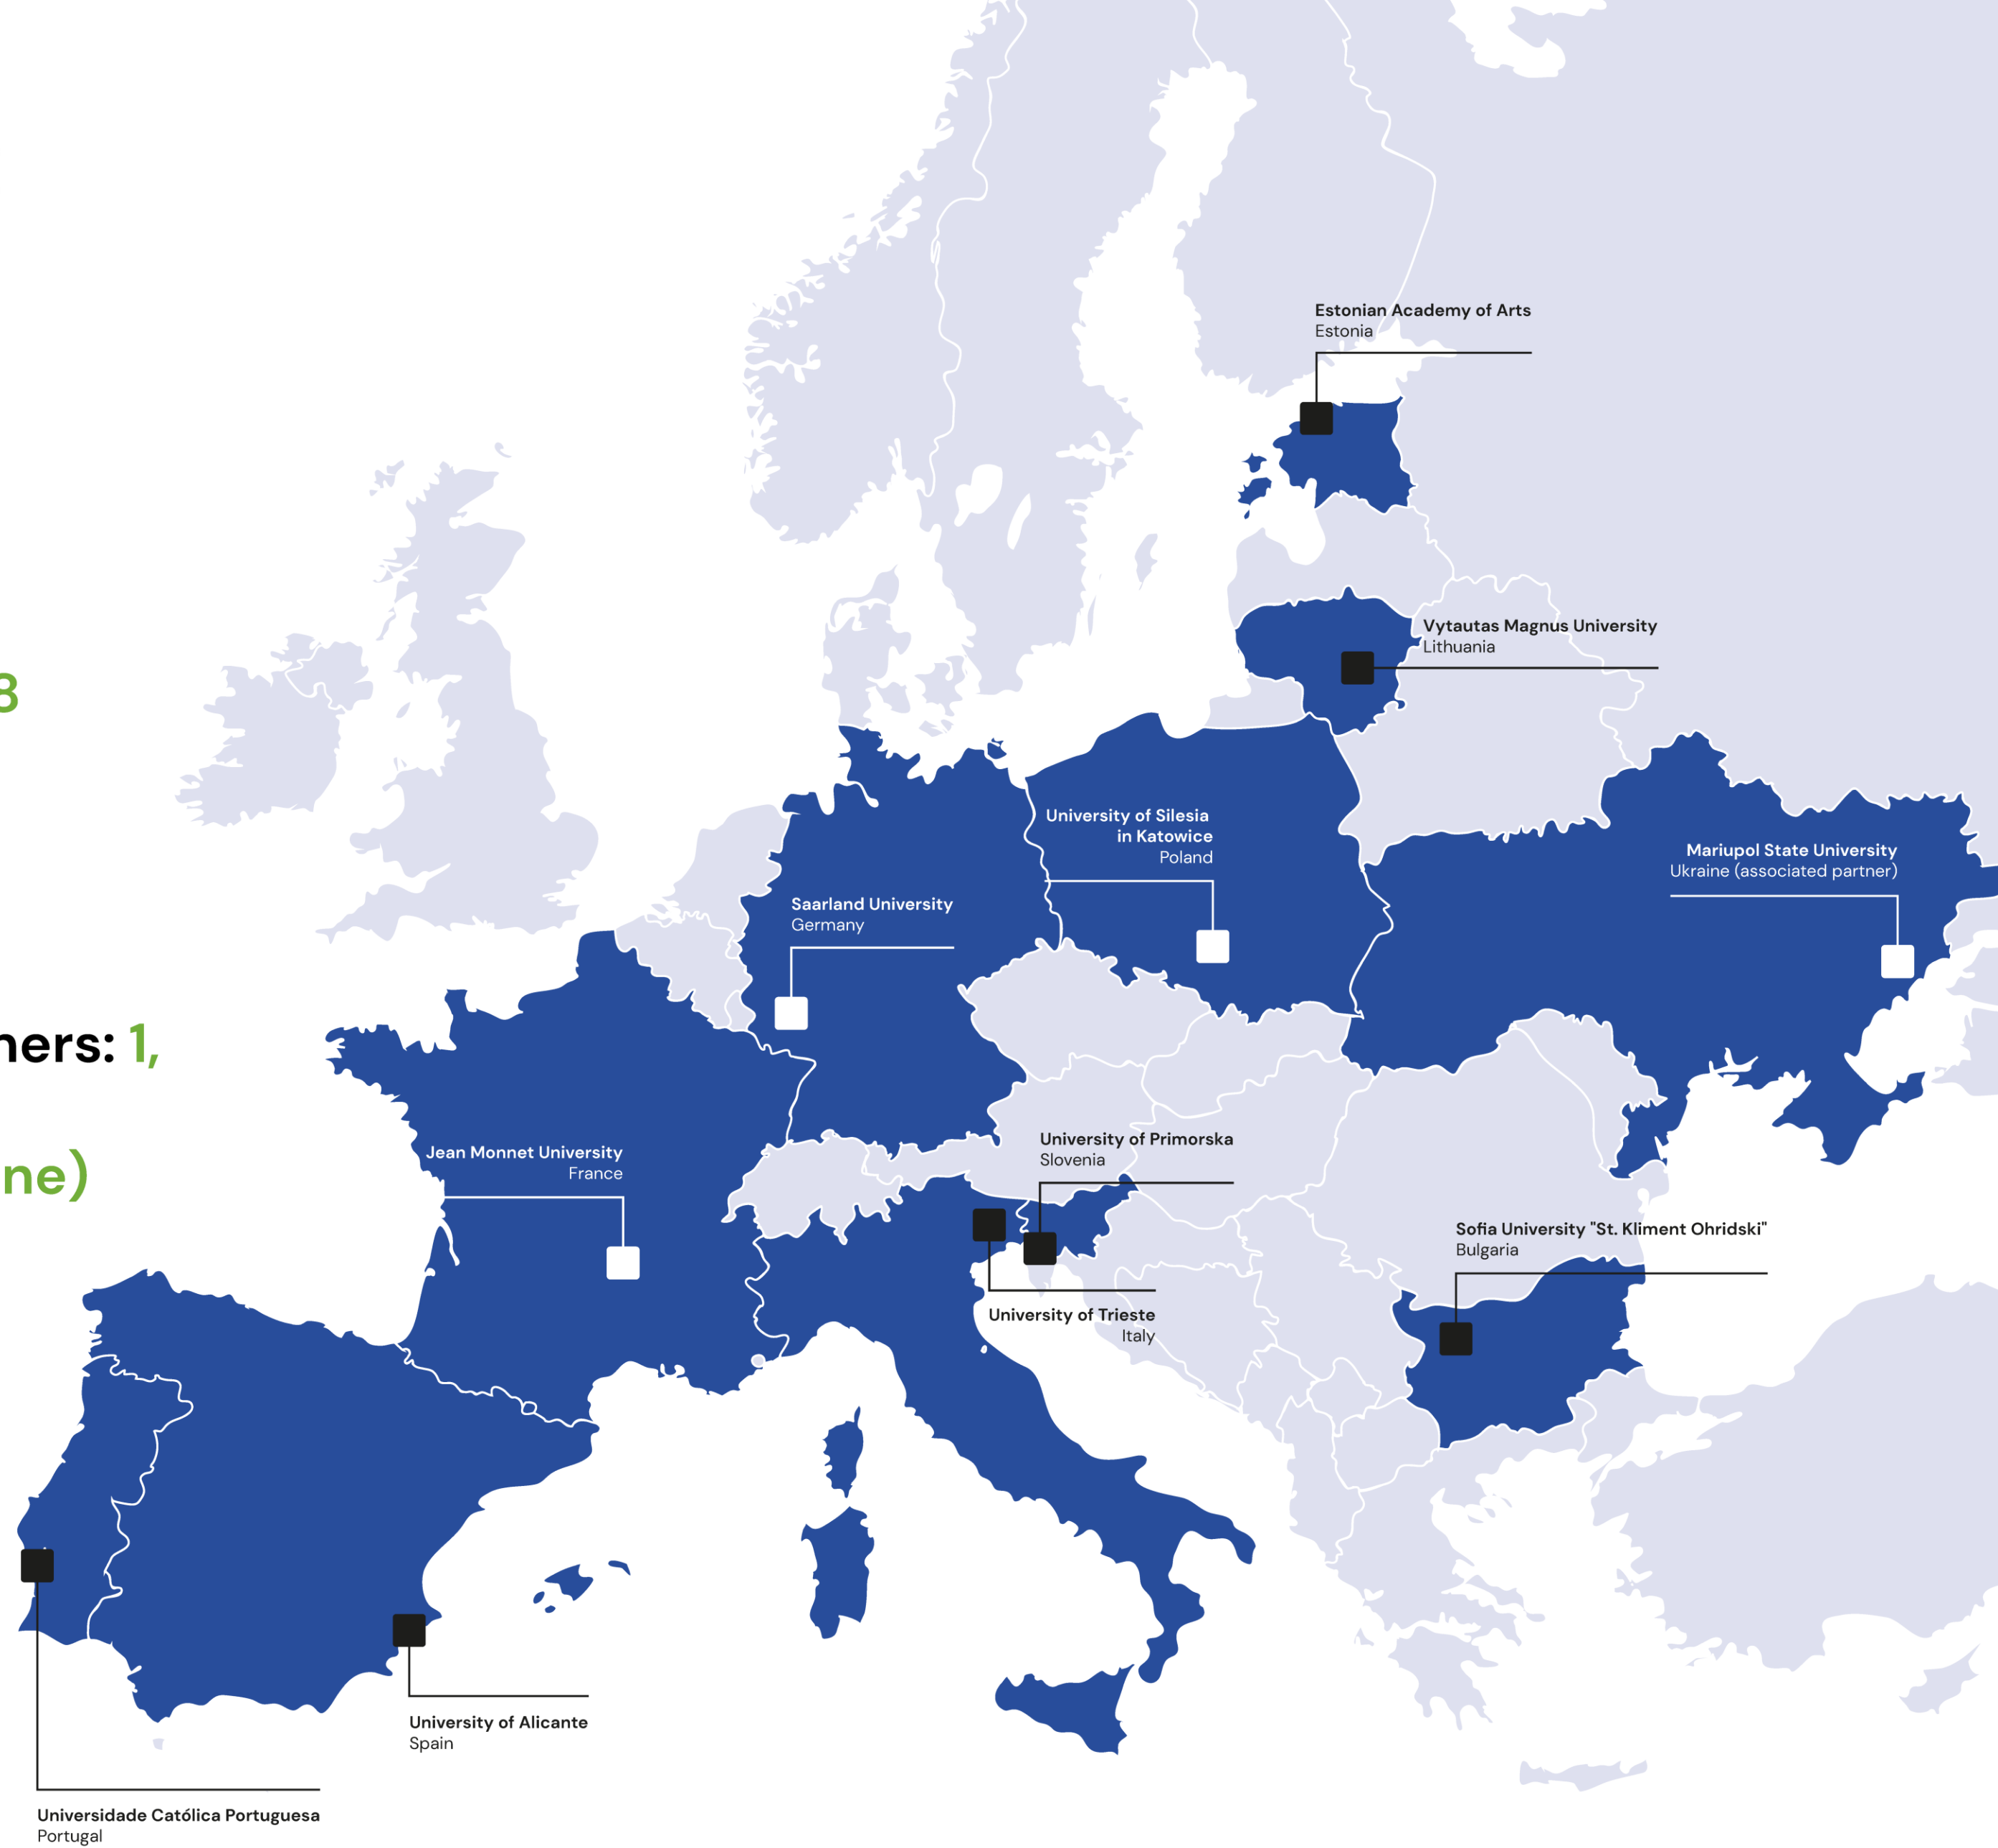 Estonian Academy of Arts
Estonia
Vytautas Magnus University
Lithuania
8
University of Silesia
in Katowice
Poland
Mariupol State University
Ukraine (associated partner)
Saarland University
Germany
ners: 1,
ne)
Jean Monnet University
France
University of Primorska
Slovenia
Sofia University "St. Kliment Ohridski"
Bulgaria
University of Trieste
Italy
University of Alicante
Spain
Universidade Católica Portuguesa
Portugal